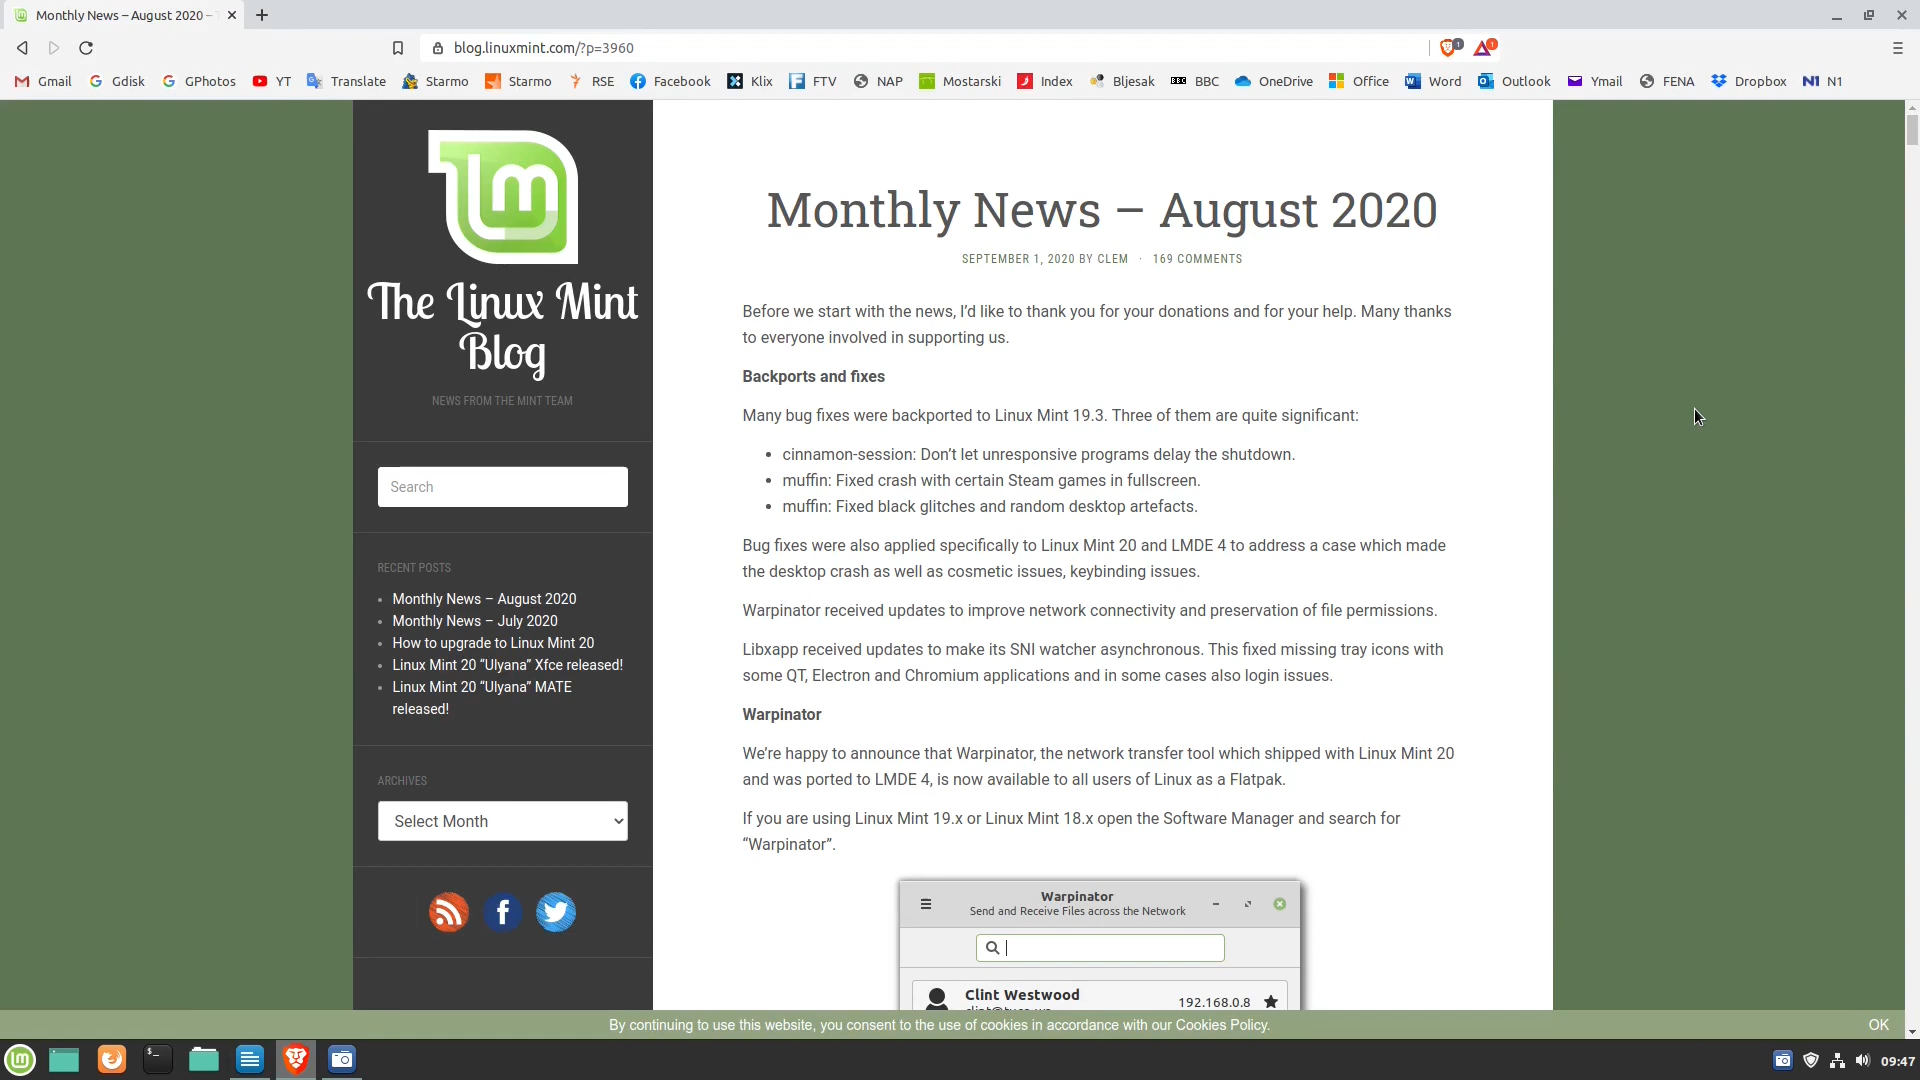 Monthly News – August 2020 –
blog.linuxmint.com/?p=3960
1
1
Gmail
Gdisk
GPhotos
YT
Translate
Starmo
Starmo
RSE
Facebook
Klix
FTV
NAP
Mostarski
Index
Bljesak
BBC
OneDrive
Office
Word
Outlook
Ymail
FENA
Dropbox
N1
lm
The Linux Mint
Blog
NEWS FROM THE MINT TEAM
Search
RECENT POSTS
Monthly News – August 2020
Monthly News – July 2020
How to upgrade to Linux Mint 20
Linux Mint 20 “Ulyana” Xfce released!
Linux Mint 20 “Ulyana” MATE
released!
ARCHIVES
Select Month
Monthly News – August 2020
SEPTEMBER 1, 2020 BY CLEM · 169 COMMENTS
Before we start with the news, I’d like to thank you for your donations and for your help. Many thanks
to everyone involved in supporting us.
Backports and fixes
Many bug fixes were backported to Linux Mint 19.3. Three of them are quite significant:
cinnamon-session: Don’t let unresponsive programs delay the shutdown.
muffin: Fixed crash with certain Steam games in fullscreen.
muffin: Fixed black glitches and random desktop artefacts.
Bug fixes were also applied specifically to Linux Mint 20 and LMDE 4 to address a case which made
the desktop crash as well as cosmetic issues, keybinding issues.
Warpinator received updates to improve network connectivity and preservation of file permissions.
Libxapp received updates to make its SNI watcher asynchronous. This fixed missing tray icons with
some QT, Electron and Chromium applications and in some cases also login issues.
Warpinator
We’re happy to announce that Warpinator, the network transfer tool which shipped with Linux Mint 20
and was ported to LMDE 4, is now available to all users of Linux as a Flatpak.
If you are using Linux Mint 19.x or Linux Mint 18.x open the Software Manager and search for
“Warpinator”.
Warpinator
Send and Receive Files across the Network
Clint Westwood
192.168.0.8
By continuing to use this website, you consent to the use of cookies in accordance with our Cookies Policy.
OK
09:47